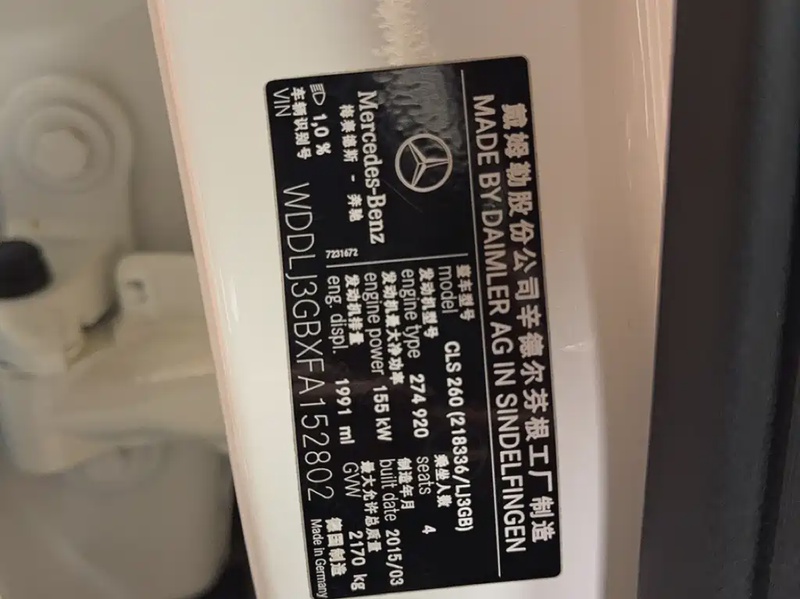 戴姆勒股份公司辛德尔芬根工厂制造
MADE BY DAIMLER AG IN SINDELFINGEN
Mercedes-Benz
梅赛德斯 - 奔驰
1,0 %
7231672
整车型号
model CLS 260 (218336/LJ3GB)
发动机型号 乘坐人数
engine type 274 920 seats 4
发动机最大净功率 制造年月
engine power 155 kW built date 2015/03
发动机排量 最大允许总质量
eng. displ. 1991 ml GVW 2170 kg
车辆识别号
VIN WDDLJ3GBXFA152802
德国制造
Made in Germany